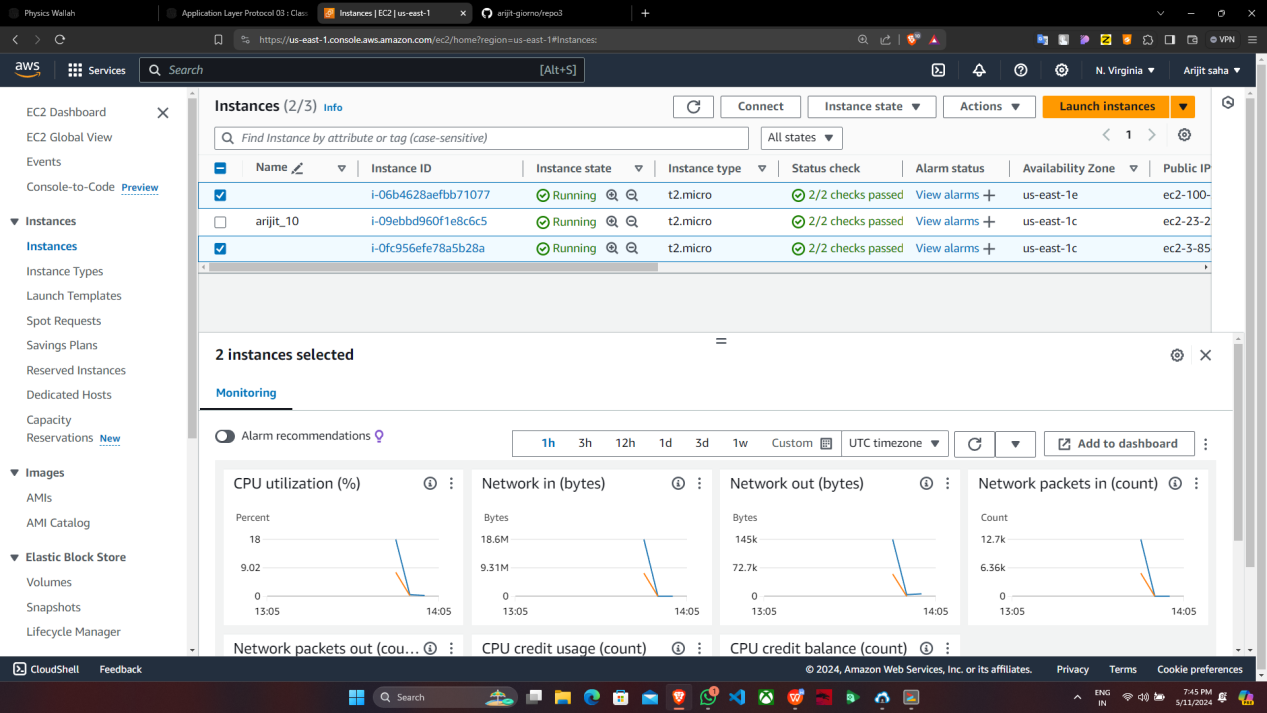 Physics Wallah
Application Layer Protocol 03 : Clas
Instances | EC2 | us-east-1
arijit-giorno/repo3
https://us-east-1.console.aws.amazon.com/ec2/home?region=us-east-1#Instances:
VPN
aws
Services
Search
[Alt+S]
N. Virginia
Arijit saha
EC2 Dashboard
EC2 Global View
Events
Console-to-Code Preview
Instances
Instances
Instance Types
Launch Templates
Spot Requests
Savings Plans
Reserved Instances
Dedicated Hosts
Capacity
Reservations New
Images
AMIs
AMI Catalog
Elastic Block Store
Volumes
Snapshots
Lifecycle Manager
Instances (2/3) Info
Connect
Instance state
Actions
Launch instances
Find Instance by attribute or tag (case-sensitive)
All states
1
Name Instance ID Instance state Instance type Status check Alarm status Availability Zone Public IP
i-06b4628aefbb71077 Running t2.micro 2/2 checks passed View alarms us-east-1e ec2-100-
arijit_10 i-09ebbd960f1e8c6c5 Running t2.micro 2/2 checks passed View alarms us-east-1c ec2-23-2
i-0fc956efe78a5b28a Running t2.micro 2/2 checks passed View alarms us-east-1c ec2-3-85
2 instances selected
Monitoring
Alarm recommendations
1h 3h 12h 1d 3d 1w Custom UTC timezone
Add to dashboard
CPU utilization (%)
Percent
18
9.02
0
13:05 14:05
Network in (bytes)
Bytes
18.6M
9.31M
0
13:05 14:05
Network out (bytes)
Bytes
145k
72.7k
0
13:05 14:05
Network packets in (count)
Count
12.7k
6.36k
0
13:05 14:05
Network packets out (cou...
CPU credit usage (count)
CPU credit balance (count)
CloudShell
Feedback
© 2024, Amazon Web Services, Inc. or its affiliates.
Privacy
Terms
Cookie preferences
Search
ENG
IN
7:45 PM
5/11/2024